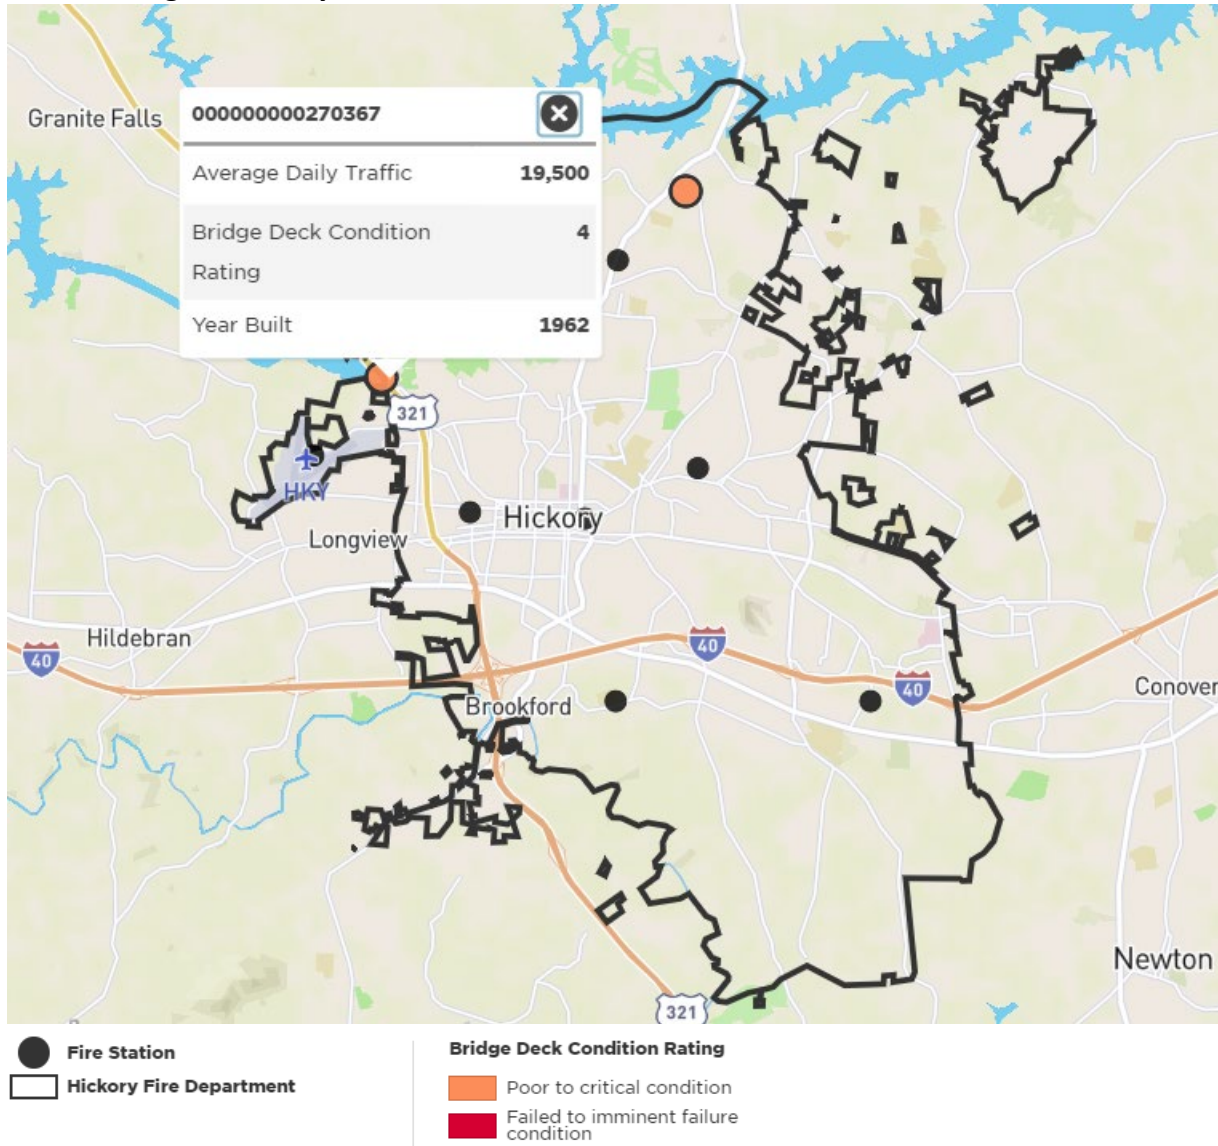 Granite Falls
000000000270367
Average Daily Traffic 19,500
Bridge Deck Condition 4
Rating
Year Built 1962
321
HKY
Hickory
Longview
Hildebran
40
40
40
Conover
Brookford
Newton
321
Fire Station
Hickory Fire Department
Bridge Deck Condition Rating
Poor to critical condition
Failed to imminent failure
condition